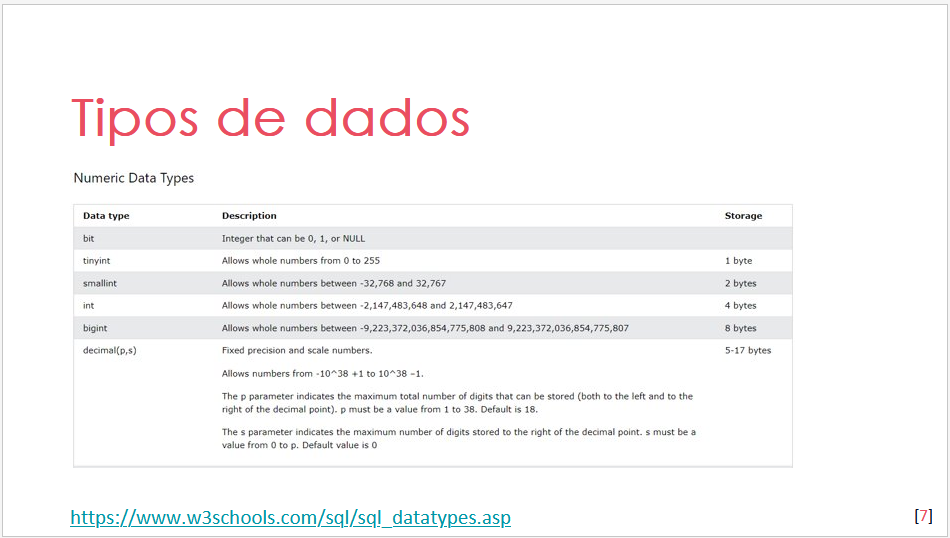 Tipos de dados
Numeric Data Types
Data type Description Storage
bit Integer that can be 0, 1, or NULL
tinyint Allows whole numbers from 0 to 255 1 byte
smallint Allows whole numbers between -32,768 and 32,767 2 bytes
int Allows whole numbers between -2,147,483,648 and 2,147,483,647 4 bytes
bigint Allows whole numbers between -9,223,372,036,854,775,808 and 9,223,372,036,854,775,807 8 bytes
decimal(p,s) Fixed precision and scale numbers. 5-17 bytes
Allows numbers from -10^38 +1 to 10^38 –1.
The p parameter indicates the maximum total number of digits that can be stored (both to the left and to the
right of the decimal point). p must be a value from 1 to 38. Default is 18.
The s parameter indicates the maximum number of digits stored to the right of the decimal point. s must be a
value from 0 to p. Default value is 0
https://www.w3schools.com/sql/sql_datatypes.asp
[7]